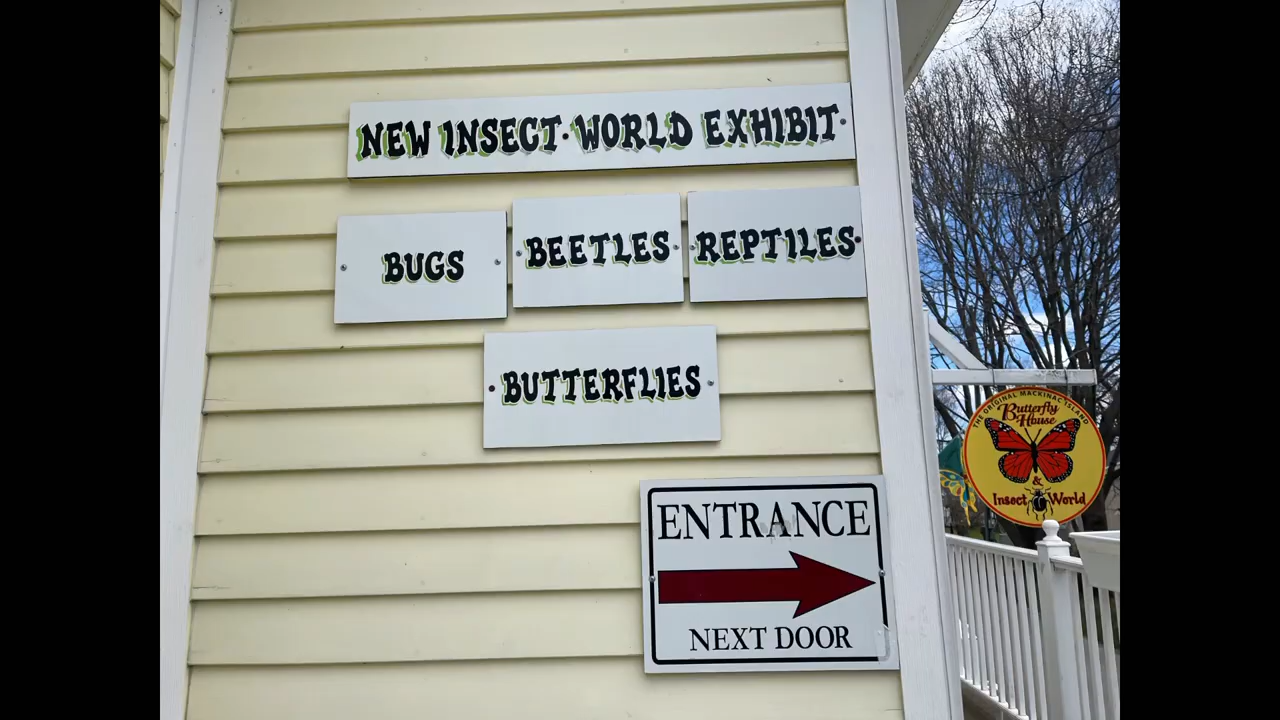 NEW INSECT·WORLD EXHIBIT
BUGS
BEETLES
REPTILES
BUTTERFLIES
ENTRANCE
NEXT DOOR
THE ORIGINAL MACKINAC ISLAND
Butterfly
House
&
Insect World